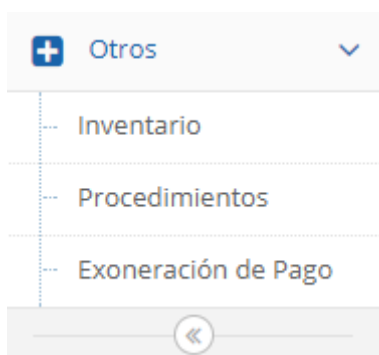 Otros
Inventario
Procedimientos
Exoneración de Pago